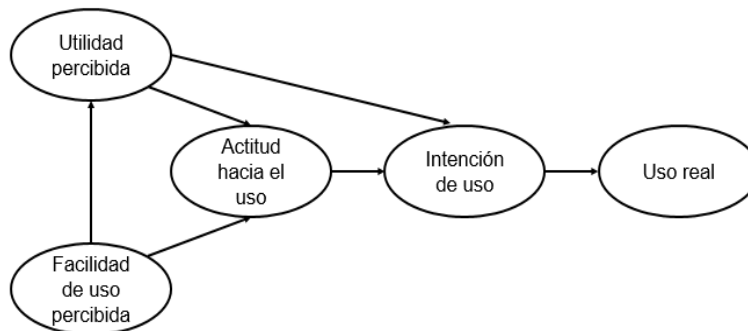 Utilidad
percibida
Actitud
hacia el
uso
Intención
de uso
Uso real
Facilidad
de uso
percibida